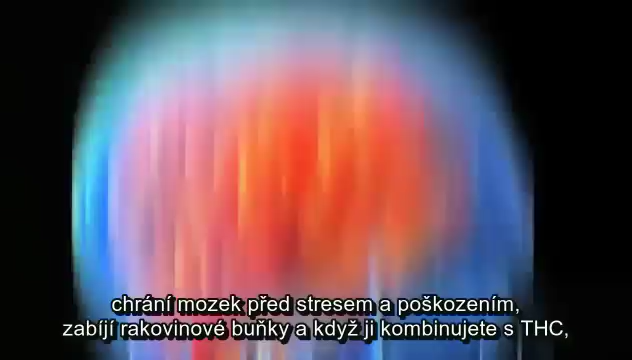 chrání mozek před stresem a poškozením,
zabíjí rakovinové buňky a když ji kombinujete s THC,